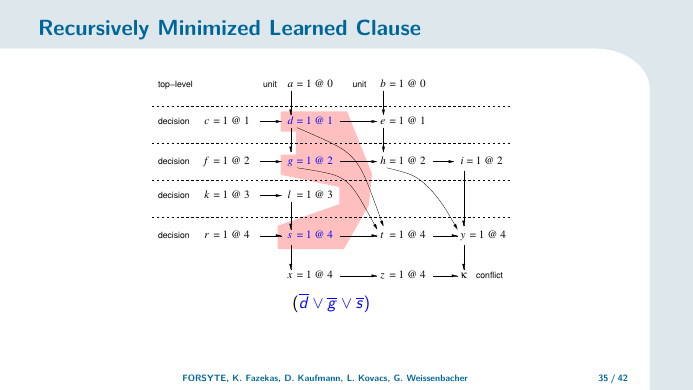 Recursively Minimized Learned Clause
top−level unit a = 1 @ 0 unit b = 1 @ 0
decision c = 1 @ 1 d = 1 @ 1 e = 1 @ 1
decision f = 1 @ 2 g = 1 @ 2 h = 1 @ 2 i = 1 @ 2
decision k = 1 @ 3 l = 1 @ 3
decision r = 1 @ 4 s = 1 @ 4 t = 1 @ 4 y = 1 @ 4
x = 1 @ 4 z = 1 @ 4 κ conflict
(d̅ ∨ g̅ ∨ s̅)
FORSYTE, K. Fazekas, D. Kaufmann, L. Kovacs, G. Weissenbacher 35 / 42